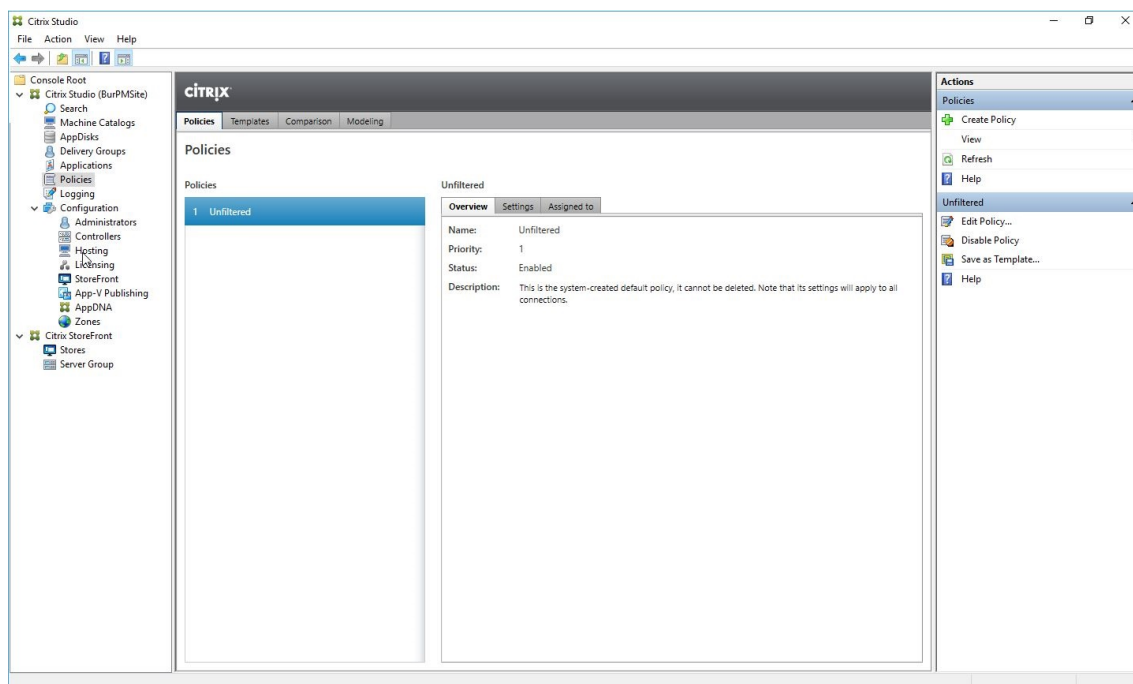 Citrix Studio
File Action View Help
Console Root
Citrix Studio (BurPMSite)
Search
Machine Catalogs
AppDisks
Delivery Groups
Applications
Policies
Logging
Configuration
Administrators
Controllers
Hosting
Licensing
StoreFront
App-V Publishing
AppDNA
Zones
Citrix StoreFront
Stores
Server Group
CİTRIX
Policies Templates Comparison Modeling
Policies
Policies
1 Unfiltered
Unfiltered
Overview Settings Assigned to
Name: Unfiltered
Priority: 1
Status: Enabled
Description: This is the system-created default policy, it cannot be deleted. Note that its settings will apply to all
connections.
Actions
Policies
Create Policy
View
Refresh
Help
Unfiltered
Edit Policy...
Disable Policy
Save as Template...
Help